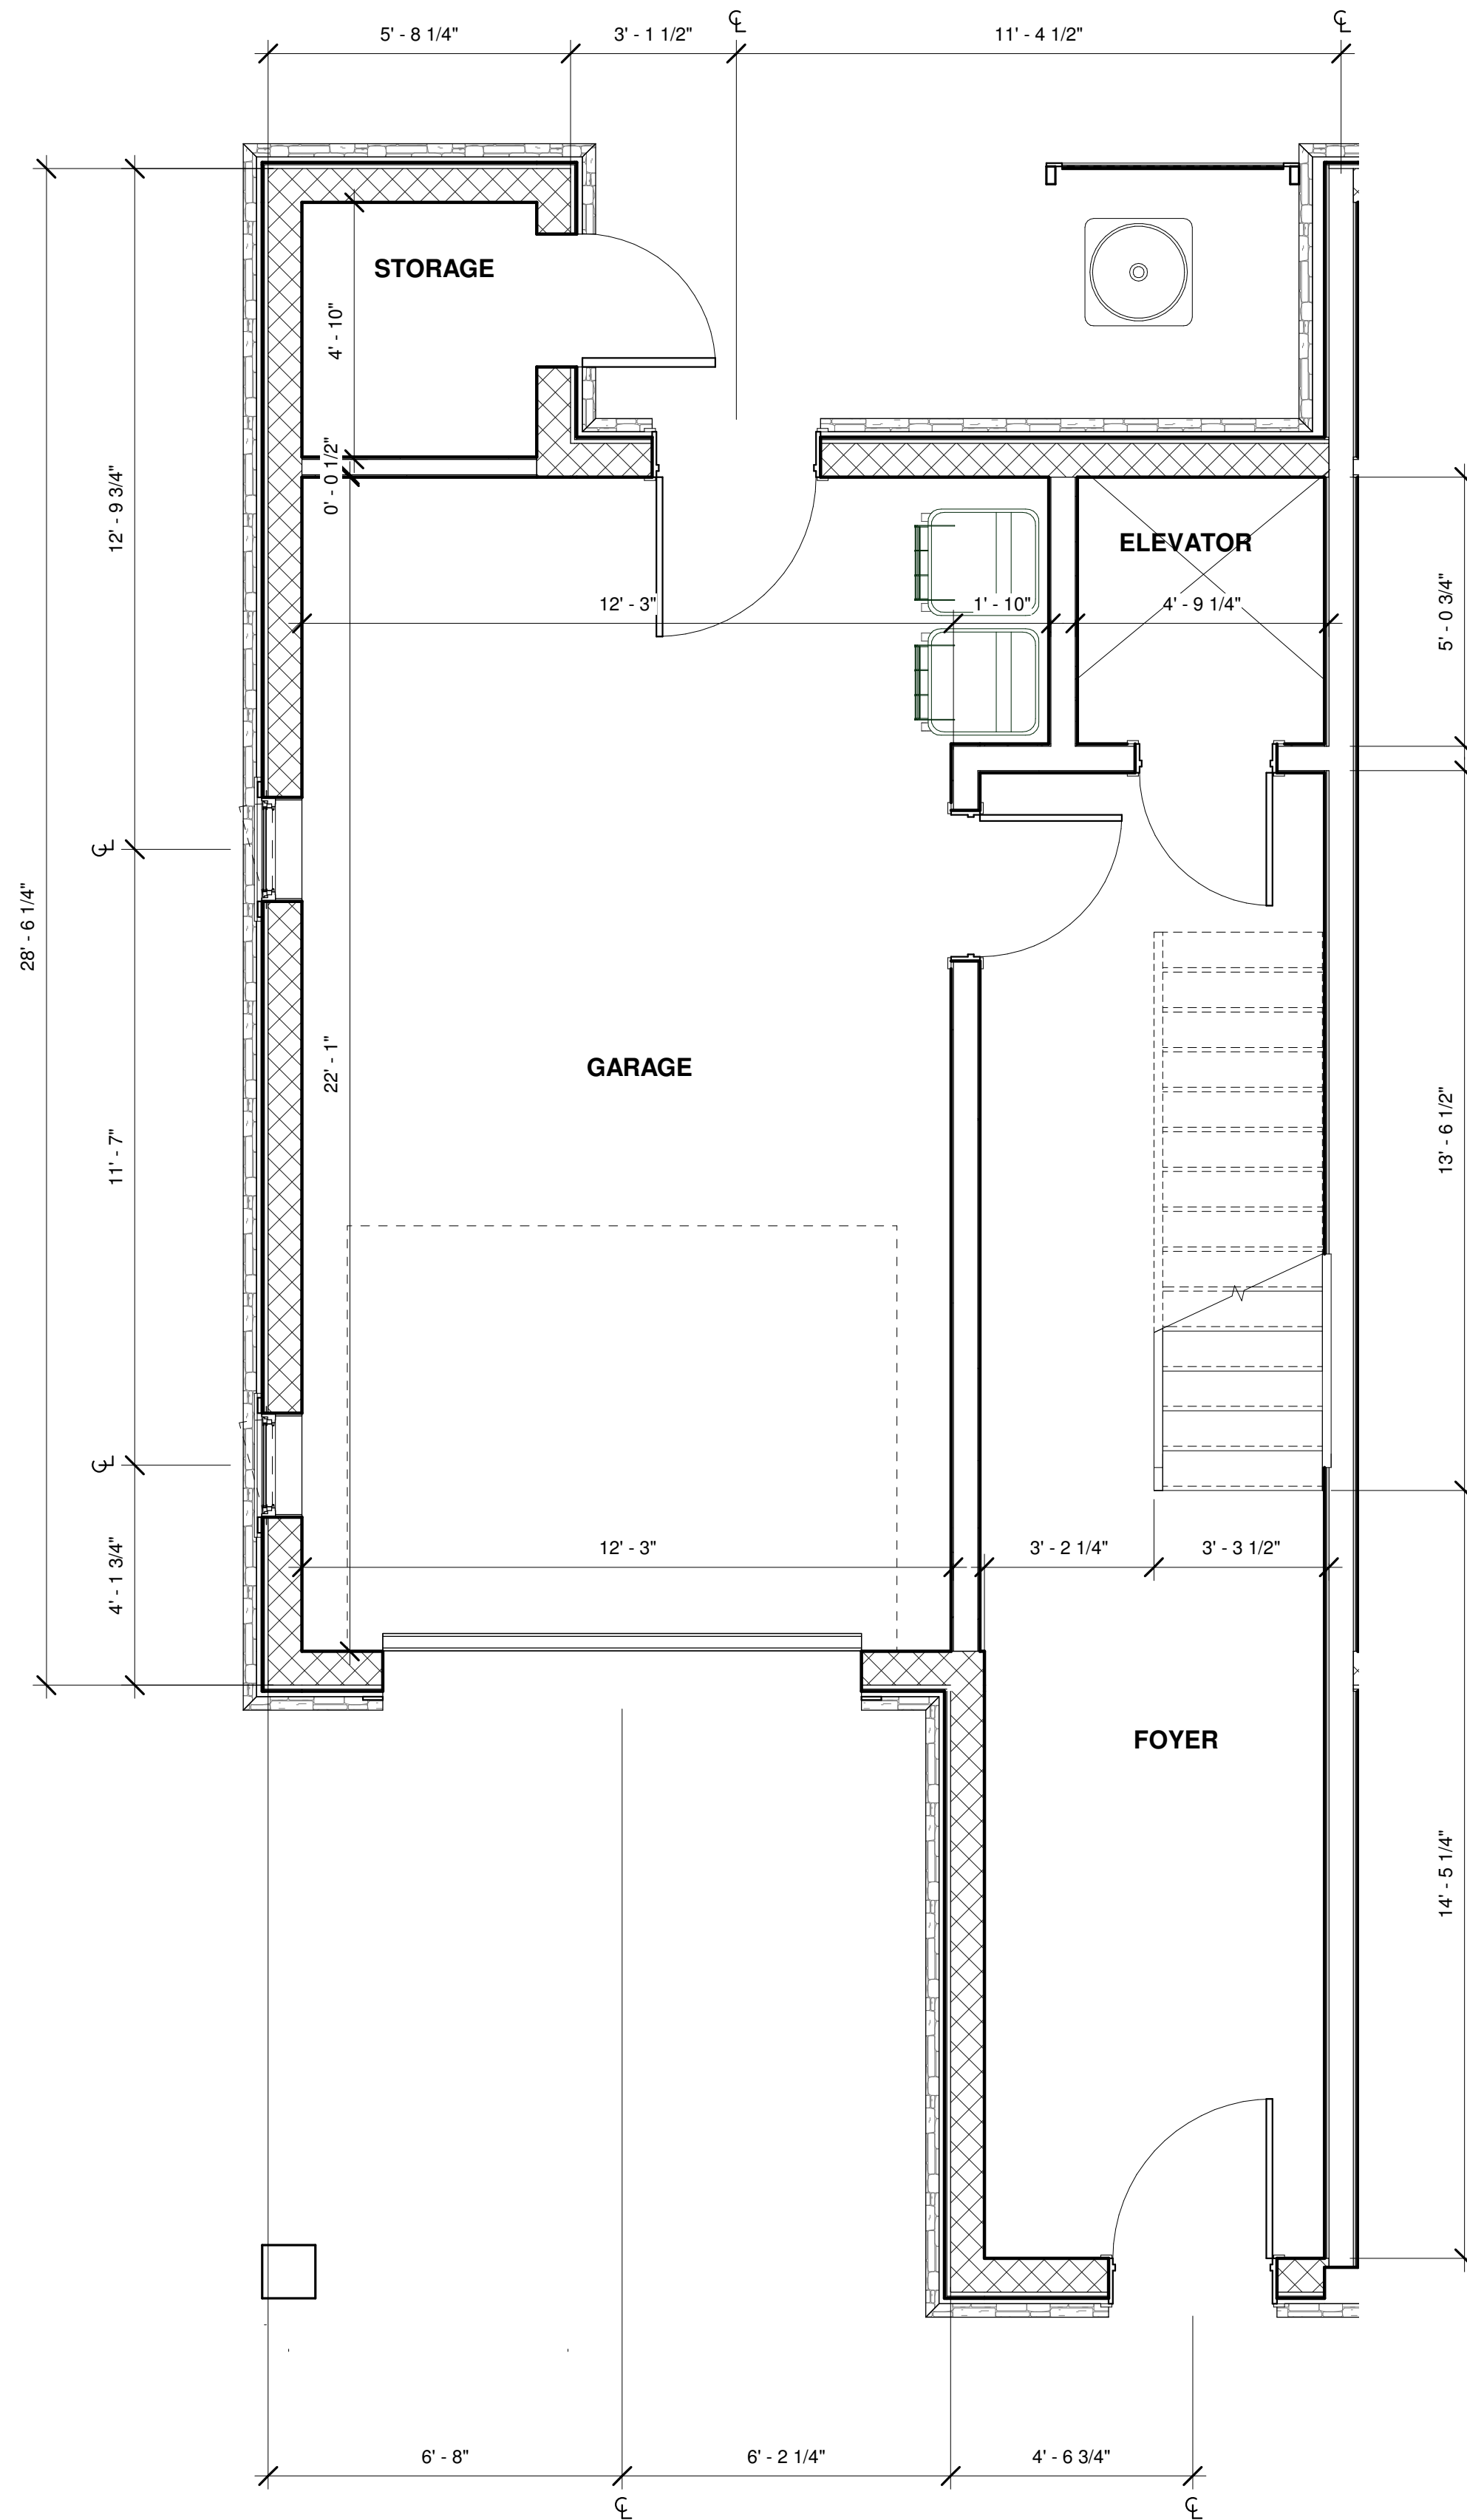 ℄
℄
5' - 8 1/4"
3' - 1 1/2"
11' - 4 1/2"
STORAGE
4' - 10"
0' - 0 1/2"
12' - 9 3/4"
ELEVATOR
12' - 3"
1' - 10"
4' - 9 1/4"
5' - 0 3/4"
℄
28' - 6 1/4"
GARAGE
22' - 1"
11' - 7"
13' - 6 1/2"
℄
12' - 3"
3' - 2 1/4"
3' - 3 1/2"
4' - 1 3/4"
FOYER
14' - 5 1/4"
6' - 8"
6' - 2 1/4"
4' - 6 3/4"
℄
℄